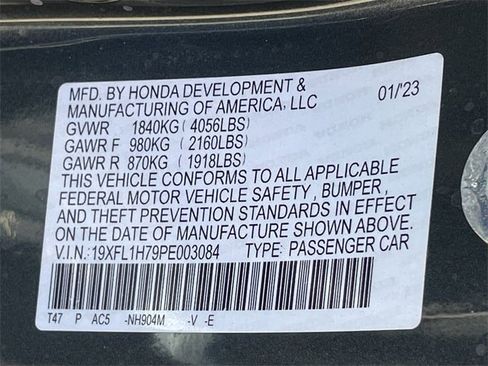 MFD. BY HONDA DEVELOPMENT &
MANUFACTURING OF AMERICA, LLC 01/'23
GVWR 1840KG ( 4056LBS)
GAWR F 980KG ( 2160LBS)
GAWR R 870KG ( 1918LBS)
THIS VEHICLE CONFORMS TO ALL APPLICABLE
FEDERAL MOTOR VEHICLE SAFETY, BUMPER,
AND THEFT PREVENTION STANDARDS IN EFFECT
ON THE DATE OF MANUFACTURE SHOWN ABOVE.
V.I.N.:19XFL1H79PE003084 TYPE: PASSENGER CAR
T47 P AC5 -NH904M -V -E